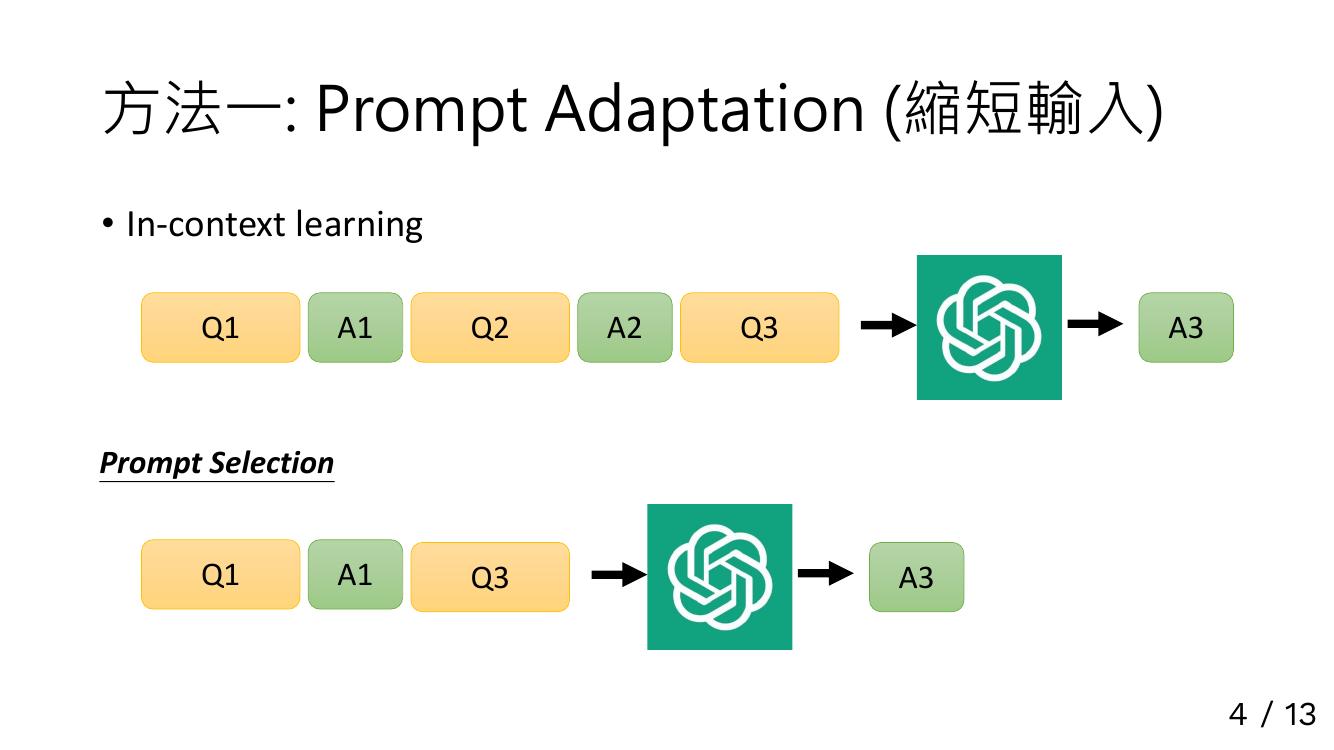 方法一: Prompt Adaptation (縮短輸入)
• In-context learning
Q1 A1 Q2 A2 Q3 A3
Prompt Selection
Q1 A1 Q3 A3
4 / 13